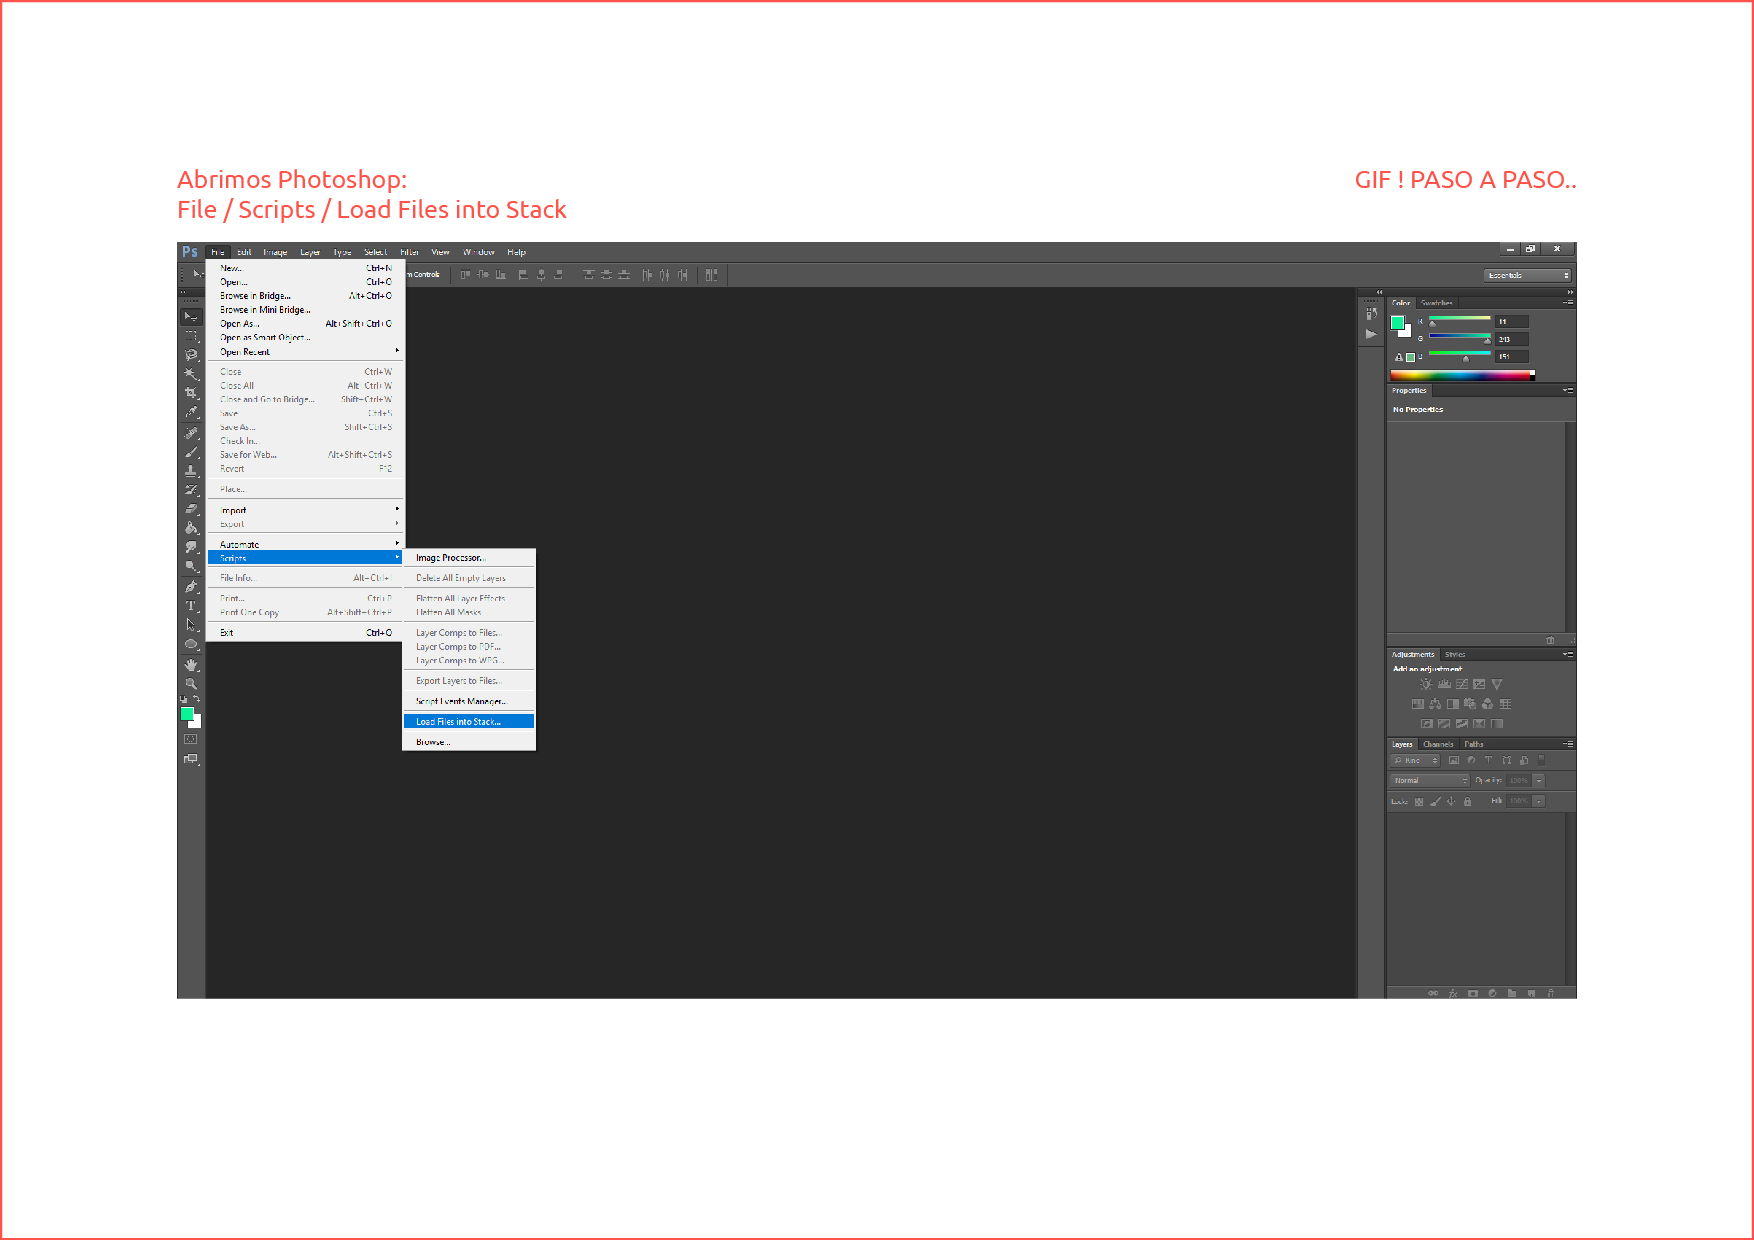 Abrimos Photoshop:
File / Scripts / Load Files into Stack
GIF ! PASO A PASO..
Ps File Edit Image Layer Type Select Filter View Window Help
m Controls
Essentials
New... Ctrl+N
Open... Ctrl+O
Browse in Bridge... Alt+Ctrl+O
Browse in Mini Bridge...
Open As... Alt+Shift+Ctrl+O
Open as Smart Object...
Open Recent
Close Ctrl+W
Close All Alt+Ctrl+W
Close and Go to Bridge... Shift+Ctrl+W
Save Ctrl+S
Save As... Shift+Ctrl+S
Check In...
Save for Web... Alt+Shift+Ctrl+S
Revert F12
Place...
Import
Export
Automate
Scripts
File Info... Alt+Ctrl+I
Print... Ctrl+P
Print One Copy Alt+Shift+Ctrl+P
Exit Ctrl+Q
Image Processor...
Delete All Empty Layers
Flatten All Layer Effects
Flatten All Masks
Layer Comps to Files...
Layer Comps to PDF...
Layer Comps to WPG...
Export Layers to Files...
Script Events Manager...
Load Files into Stack...
Browse...
Color Swatches
R 11
G 243
B 151
Properties
No Properties
Adjustments Styles
Add an adjustment
Layers Channels Paths
Kind
Normal Opacity: 100%
Lock: Fill: 100%